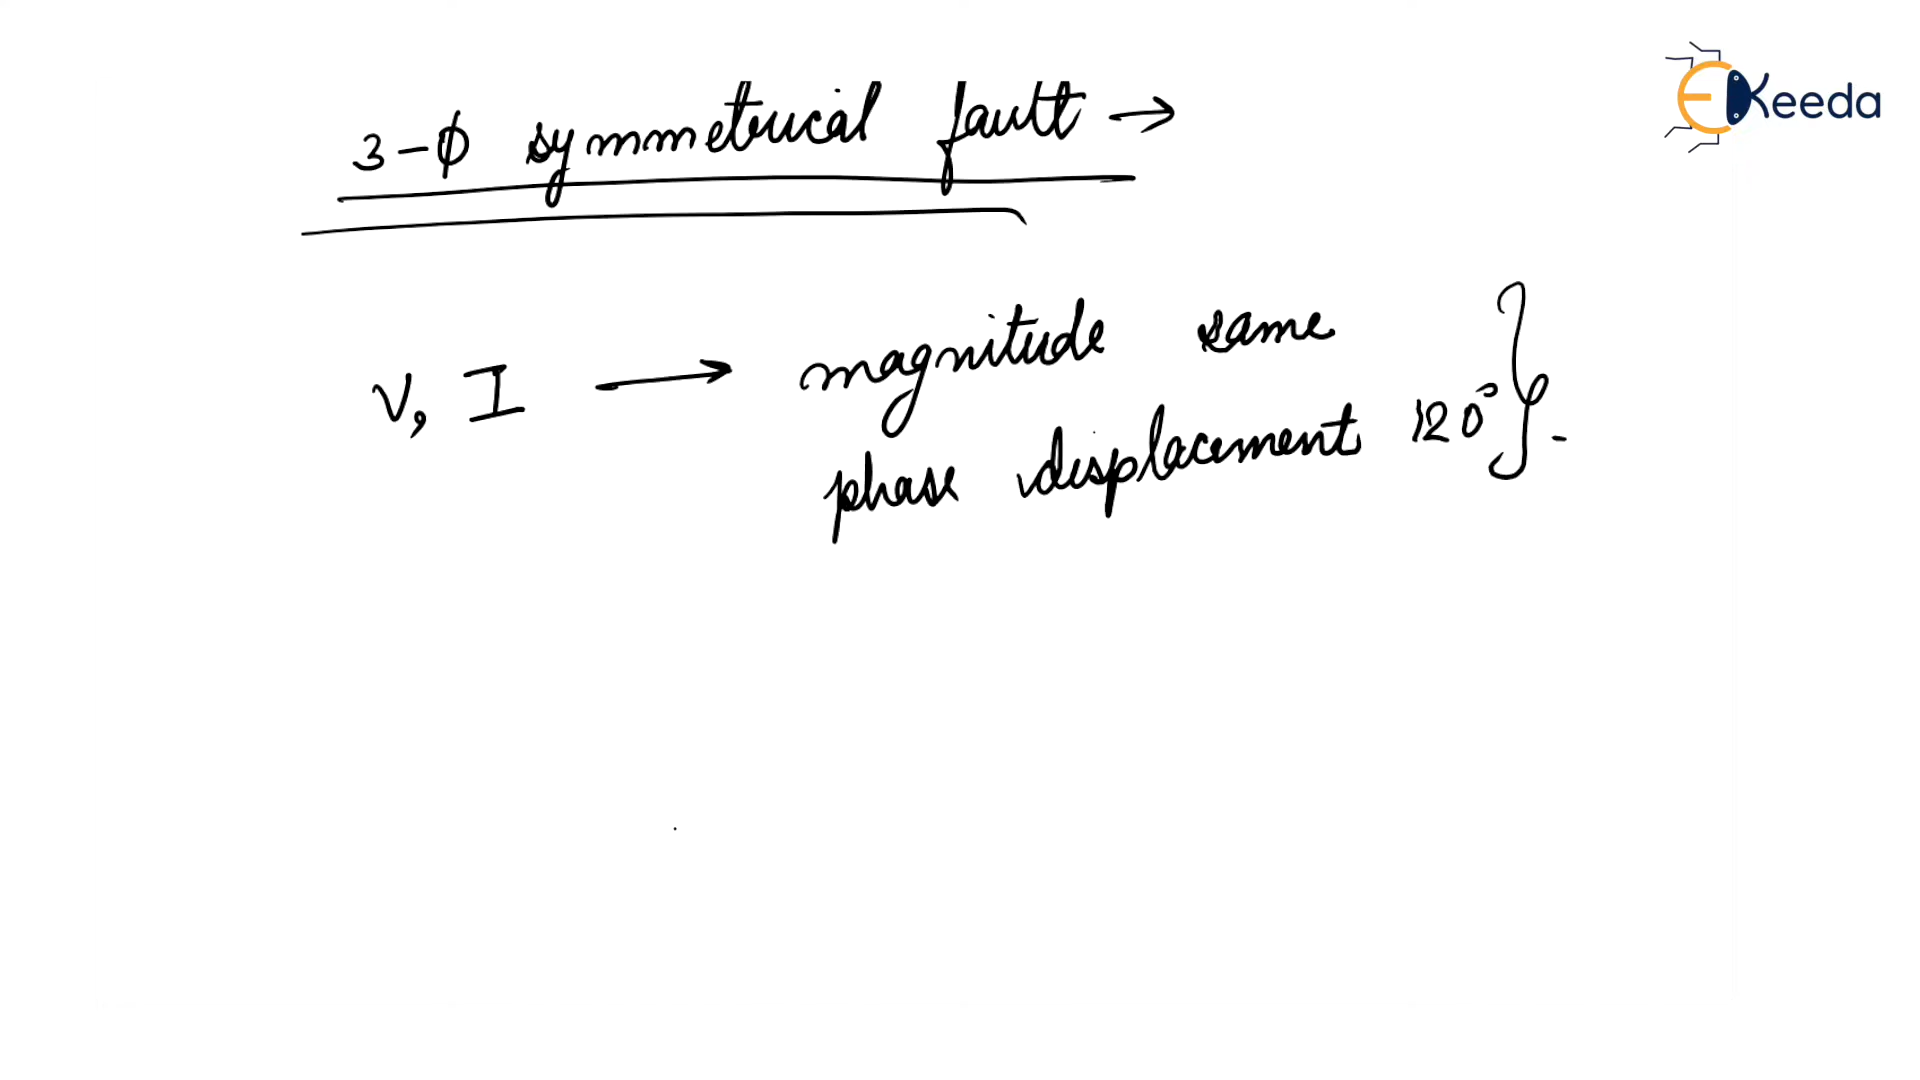 3-ϕ symmetrical fault →
EKeeda
V, I → magnitude same
phase displacement 120° } .